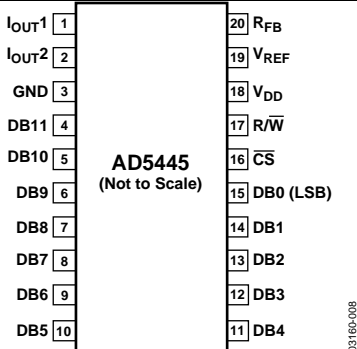 IOUT1 1
IOUT2 2
GND 3
DB11 4
DB10 5
DB9 6
DB8 7
DB7 8
DB6 9
DB5 10
AD5445
(Not to Scale)
20 RFB
19 VREF
18 VDD
17 R/W̅
16 C̅S̅
15 DB0 (LSB)
14 DB1
13 DB2
12 DB3
11 DB4
03160-008